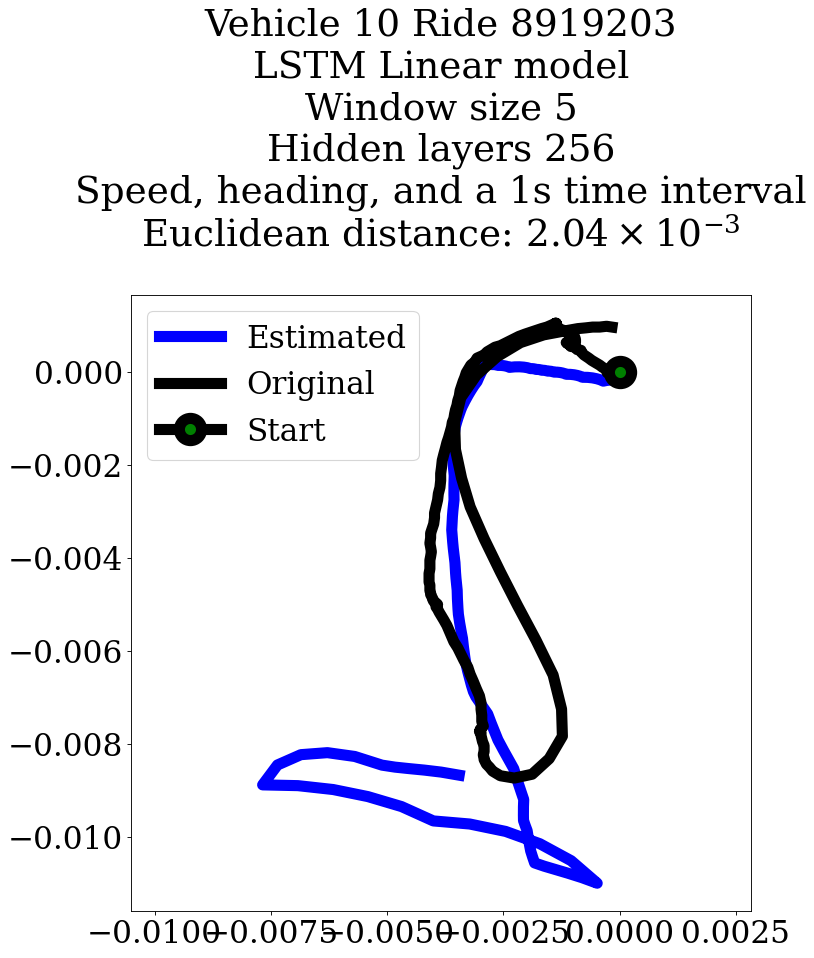 Vehicle 10 Ride 8919203
LSTM Linear model
Window size 5
Hidden layers 256
Speed, heading, and a 1s time interval
Euclidean distance: 2.04 × 10⁻³
Estimated
Original
Start
0.000
−0.002
−0.004
−0.006
−0.008
−0.010
−0.0100 −0.0075 −0.0050 −0.0025 0.0000 0.0025